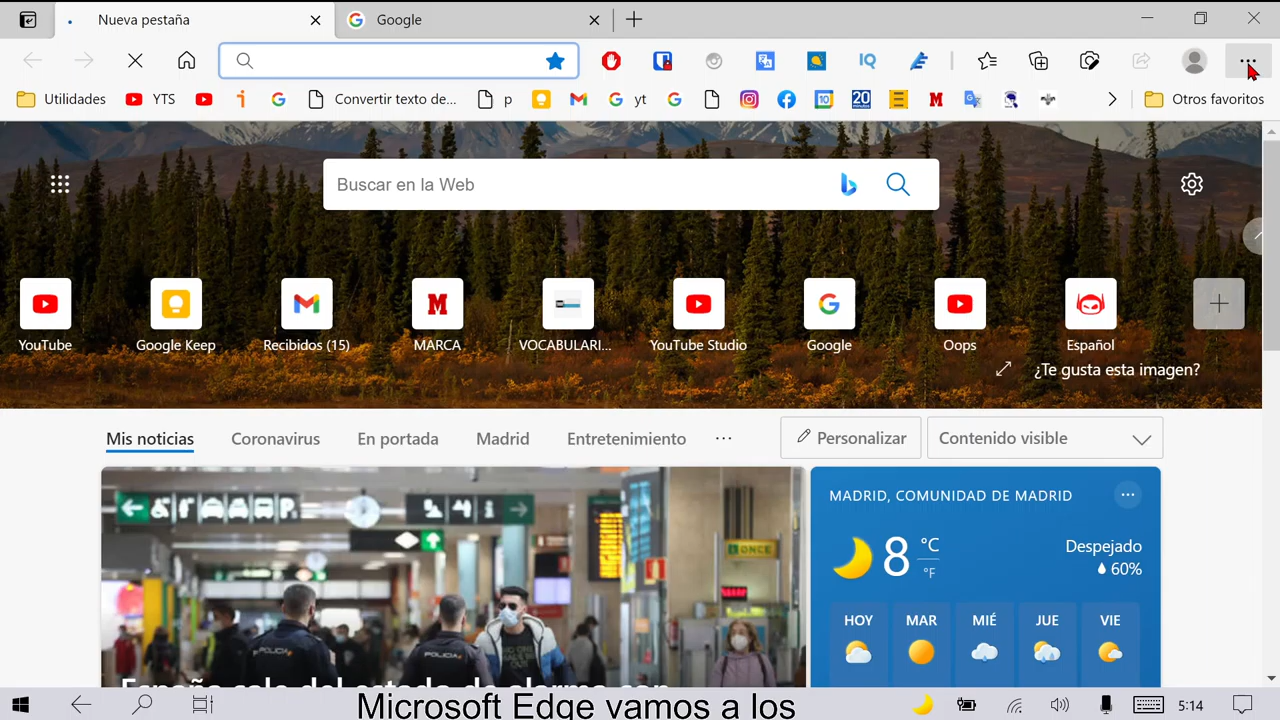 Nueva pestaña
Google
Utilidades
YTS
Convertir texto de...
p
yt
Otros favoritos
Buscar en la Web
YouTube
Google Keep
Recibidos (15)
MARCA
VOCABULARI...
YouTube Studio
Google
Oops
Español
¿Te gusta esta imagen?
Mis noticias
Coronavirus
En portada
Madrid
Entretenimiento
Personalizar
Contenido visible
MADRID, COMUNIDAD DE MADRID
8 °C
°F
Despejado
60%
HOY
MAR
MIÉ
JUE
VIE
ONCE
POLICIA
POLICIA
Microsoft Edge vamos a los
5:14